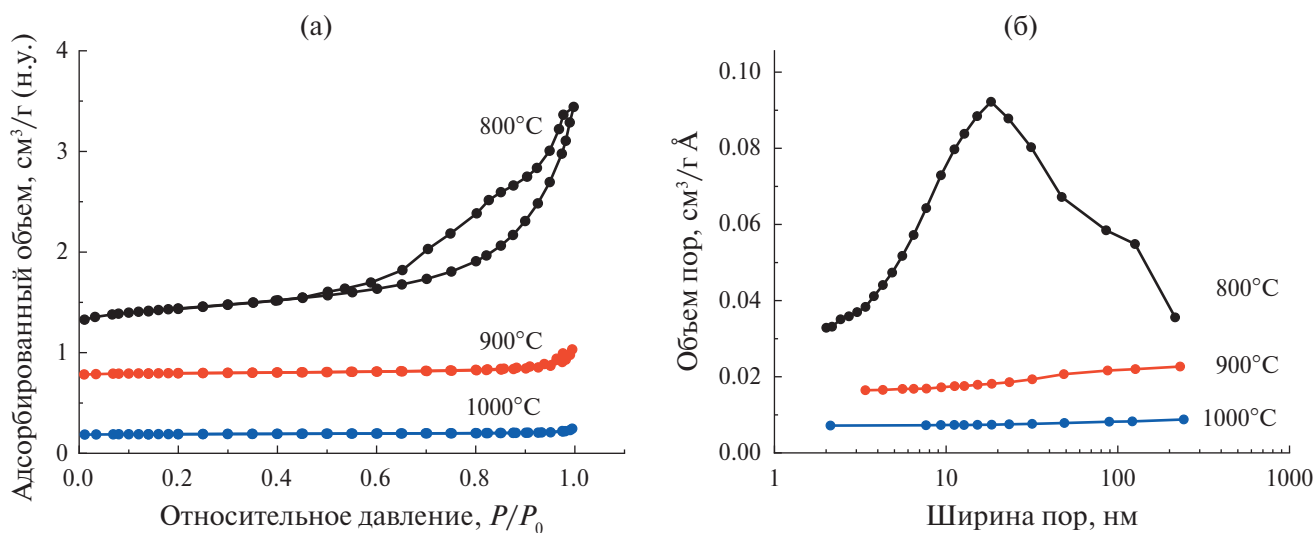 (а)
Адсорбированный объем, см³/г (н.у.)
4
3
2
1
0
800°C
900°C
1000°C
0.0 0.2 0.4 0.6 0.8 1.0
Относительное давление, P/P₀
(б)
Объем пор, см³/г Å
0.10
0.08
0.06
0.04
0.02
0.00
800°C
900°C
1000°C
1 10 100 1000
Ширина пор, нм